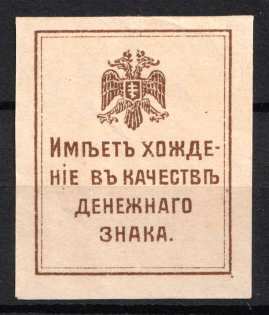 Имѣетъ хожде-
ніе въ качествѣ
денежнаго
знака.